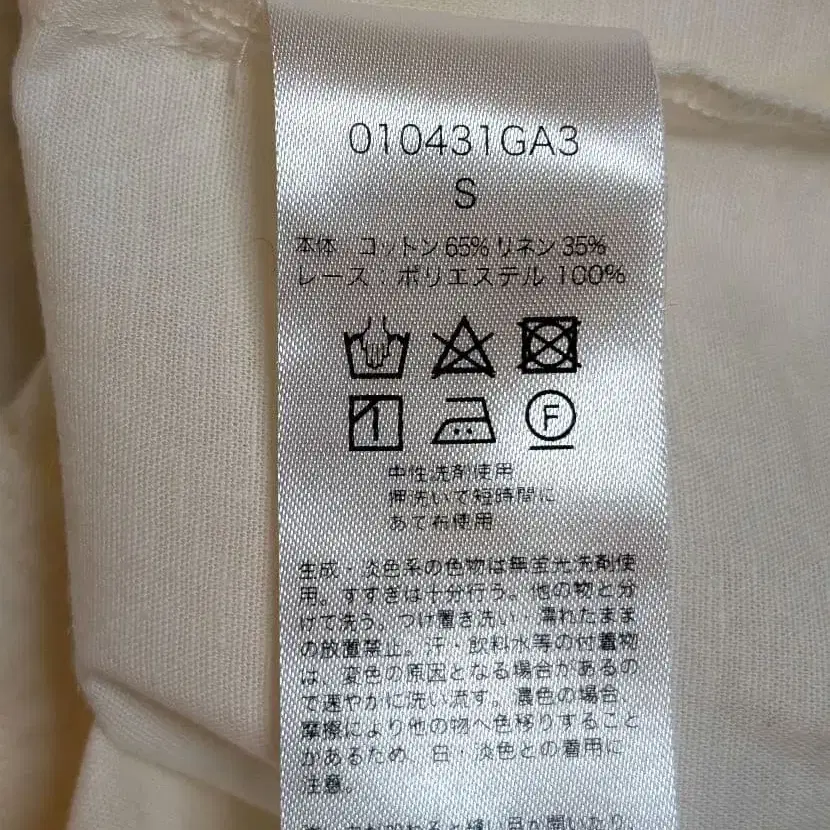 010431GA3
S
本体　コットン 65% リネン 35%
レース：ポリエステル 100%
F
中性洗剤使用
押洗いで短時間に
あて布使用
生成・淡色系の色物は無蛍光洗剤使
用。すすぎは十分行う。他の物と分
けて洗う。つけ置き洗い・濡れたまま
の放置禁止。汗・飲料水等の付着物
は、変色の原因となる場合があるの
で速やかに洗い流す。濃色の場合
摩擦により他の物へ色移りすること
があるため、白・淡色との着用に
注意。